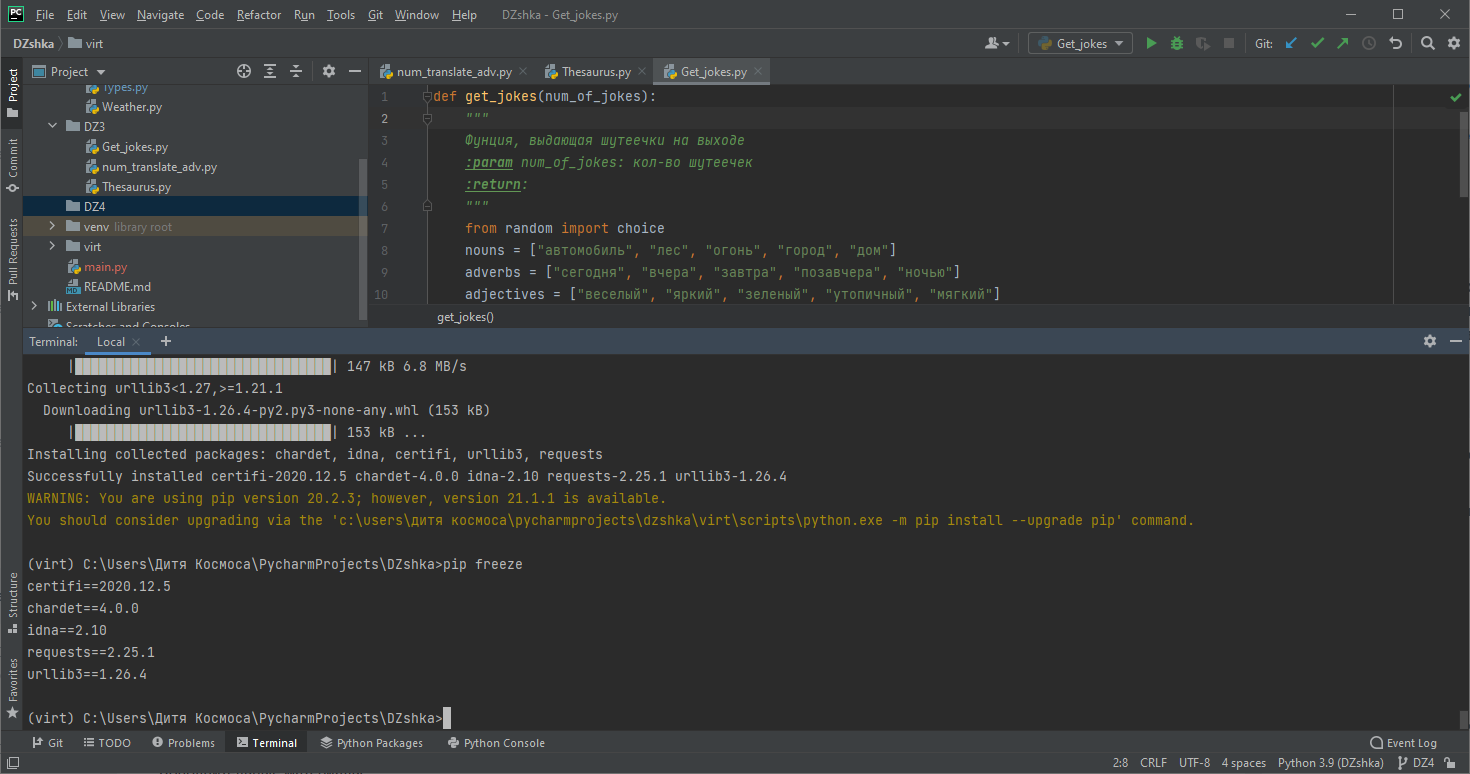 PC File Edit View Navigate Code Refactor Run Tools Git Window Help DZshka - Get_jokes.py
DZshka virt Get_jokes Git:
Project
Project
num_translate_adv.py Thesaurus.py Get_jokes.py
Types.py
Weather.py
DZ3
Get_jokes.py
num_translate_adv.py
Thesaurus.py
DZ4
venv library root
virt
main.py
README.md
External Libraries
Scratches and Consoles
Commit
Pull Requests
1 def get_jokes(num_of_jokes):
2 """
3 Фунция, выдающая шутеечки на выходе
4 :param num_of_jokes: кол-во шутеечек
5 :return:
6 """
7 from random import choice
8 nouns = ["автомобиль", "лес", "огонь", "город", "дом"]
9 adverbs = ["сегодня", "вчера", "завтра", "позавчера", "ночью"]
10 adjectives = ["веселый", "яркий", "зеленый", "утопичный", "мягкий"]
get_jokes()
Terminal: Local
147 kB 6.8 MB/s
Collecting urllib3<1.27,>=1.21.1
Downloading urllib3-1.26.4-py2.py3-none-any.whl (153 kB)
153 kB ...
Installing collected packages: chardet, idna, certifi, urllib3, requests
Successfully installed certifi-2020.12.5 chardet-4.0.0 idna-2.10 requests-2.25.1 urllib3-1.26.4
WARNING: You are using pip version 20.2.3; however, version 21.1.1 is available.
You should consider upgrading via the 'c:\users\дитя космоса\pycharmprojects\dzshka\virt\scripts\python.exe -m pip install --upgrade pip' command.
(virt) C:\Users\Дитя Космоса\PycharmProjects\DZshka>pip freeze
certifi==2020.12.5
chardet==4.0.0
idna==2.10
requests==2.25.1
urllib3==1.26.4
(virt) C:\Users\Дитя Космоса\PycharmProjects\DZshka>
Structure
Favorites
Git TODO Problems Terminal Python Packages Python Console Event Log
2:8 CRLF UTF-8 4 spaces Python 3.9 (DZshka) DZ4